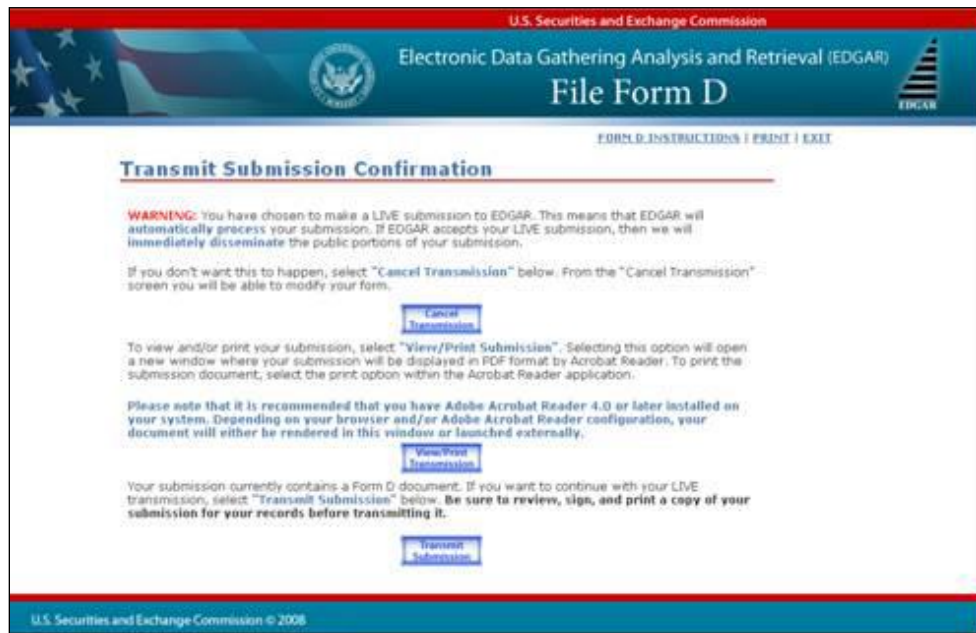 U.S. Securities and Exchange Commission
Electronic Data Gathering Analysis and Retrieval (EDGAR)
File Form D
EDGAR
FORM D INSTRUCTIONS | PRINT | EXIT
Transmit Submission Confirmation
WARNING: You have chosen to make a LIVE submission to EDGAR. This means that EDGAR will
automatically process your submission. If EDGAR accepts your LIVE submission, then we will
immediately disseminate the public portions of your submission.
If you don't want this to happen, select "Cancel Transmission" below. From the "Cancel Transmission"
screen you will be able to modify your form.
Cancel
Transmission
To view and/or print your submission, select "View/Print Submission". Selecting this option will open
a new window where your submission will be displayed in PDF format by Acrobat Reader. To print the
submission document, select the print option within the Acrobat Reader application.
Please note that it is recommended that you have Adobe Acrobat Reader 4.0 or later installed on
your system. Depending on your browser and/or Adobe Acrobat Reader configuration, your
document will either be rendered in this window or launched externally.
View/Print
Transmission
Your submission currently contains a Form D document. If you want to continue with your LIVE
transmission, select "Transmit Submission" below. Be sure to review, sign, and print a copy of your
submission for your records before transmitting it.
Transmit
Submission
U.S. Securities and Exchange Commission © 2008